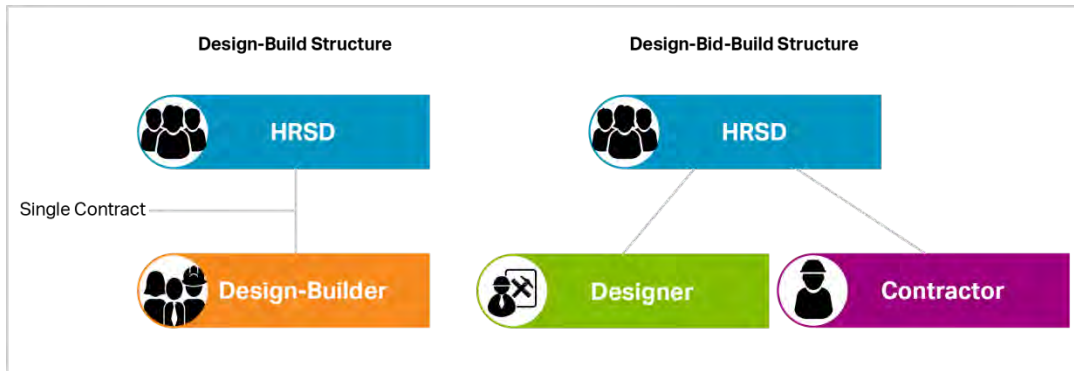 Design-Build Structure
Design-Bid-Build Structure
HRSD
HRSD
Single Contract
Design-Builder
Designer
Contractor